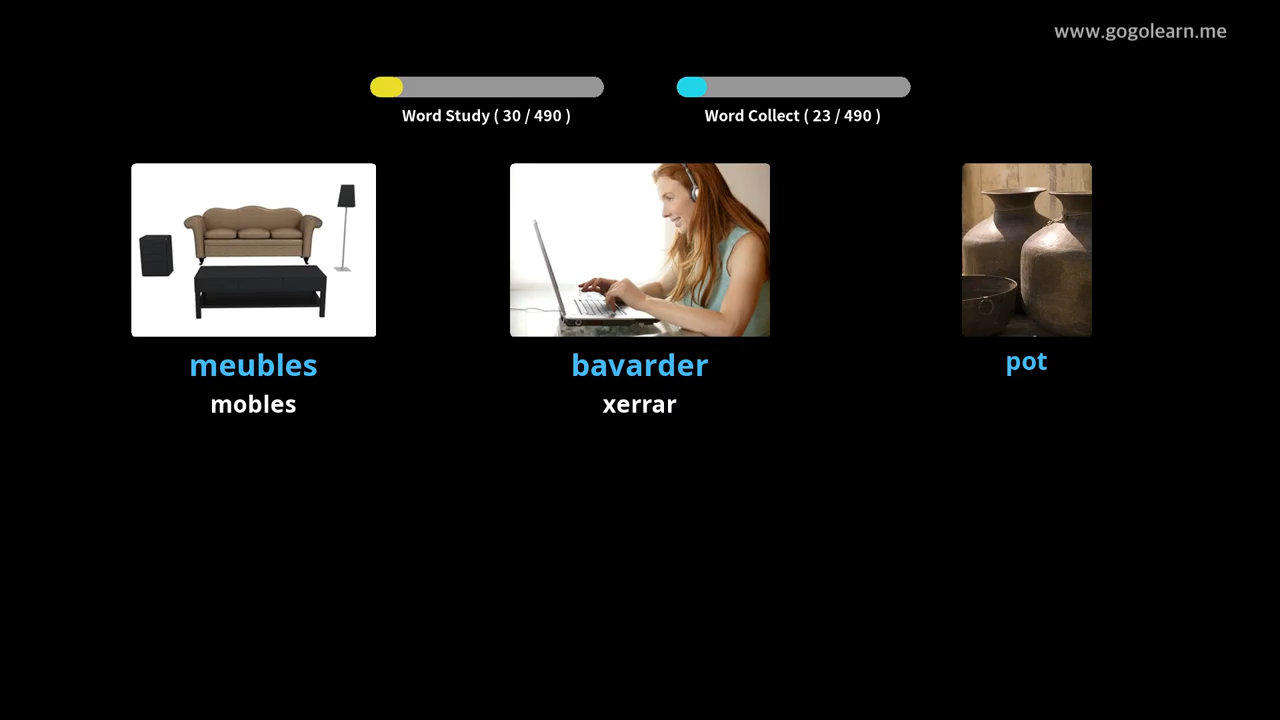 www.gogolearn.me
Word Study ( 30 / 490 )
Word Collect ( 23 / 490 )
meubles
mobles
bavarder
xerrar
pot